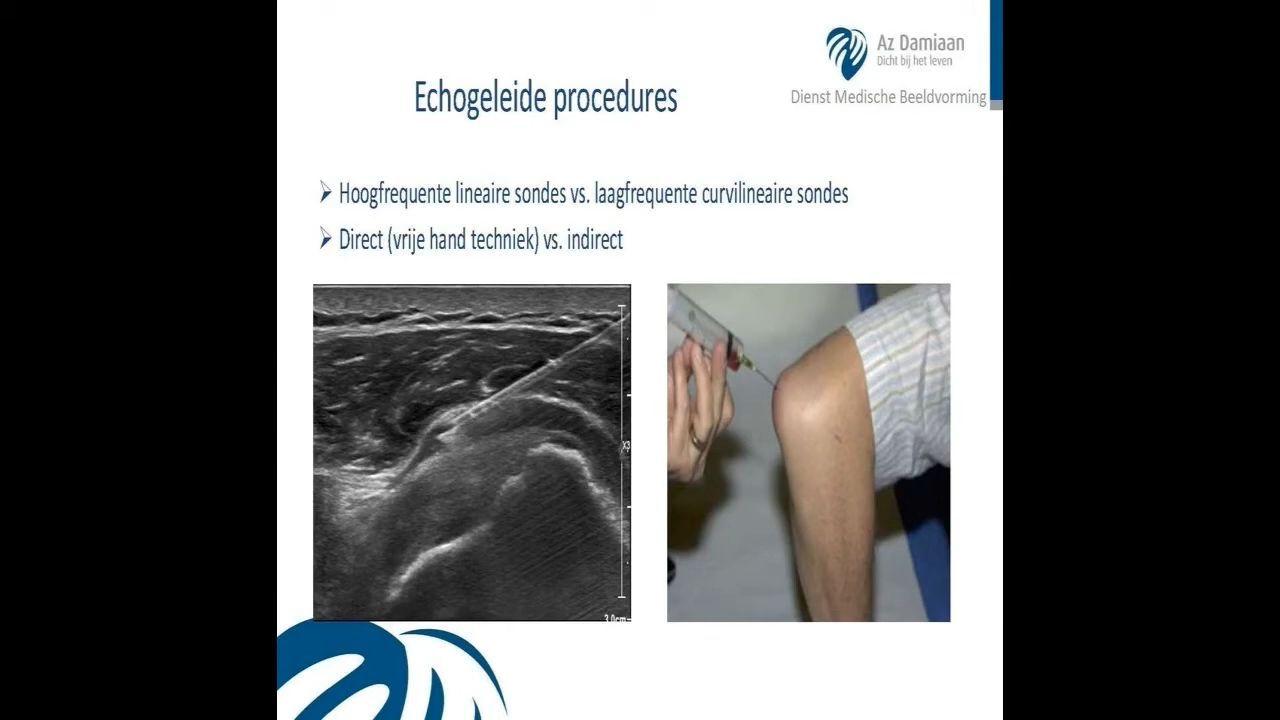 Az Damiaan
Dicht bij het leven
Dienst Medische Beeldvorming
Echogeleide procedures
Hoogfrequente lineaire sondes vs. laagfrequente curvilineaire sondes
Direct (vrije hand techniek) vs. indirect
X3
3.0cm